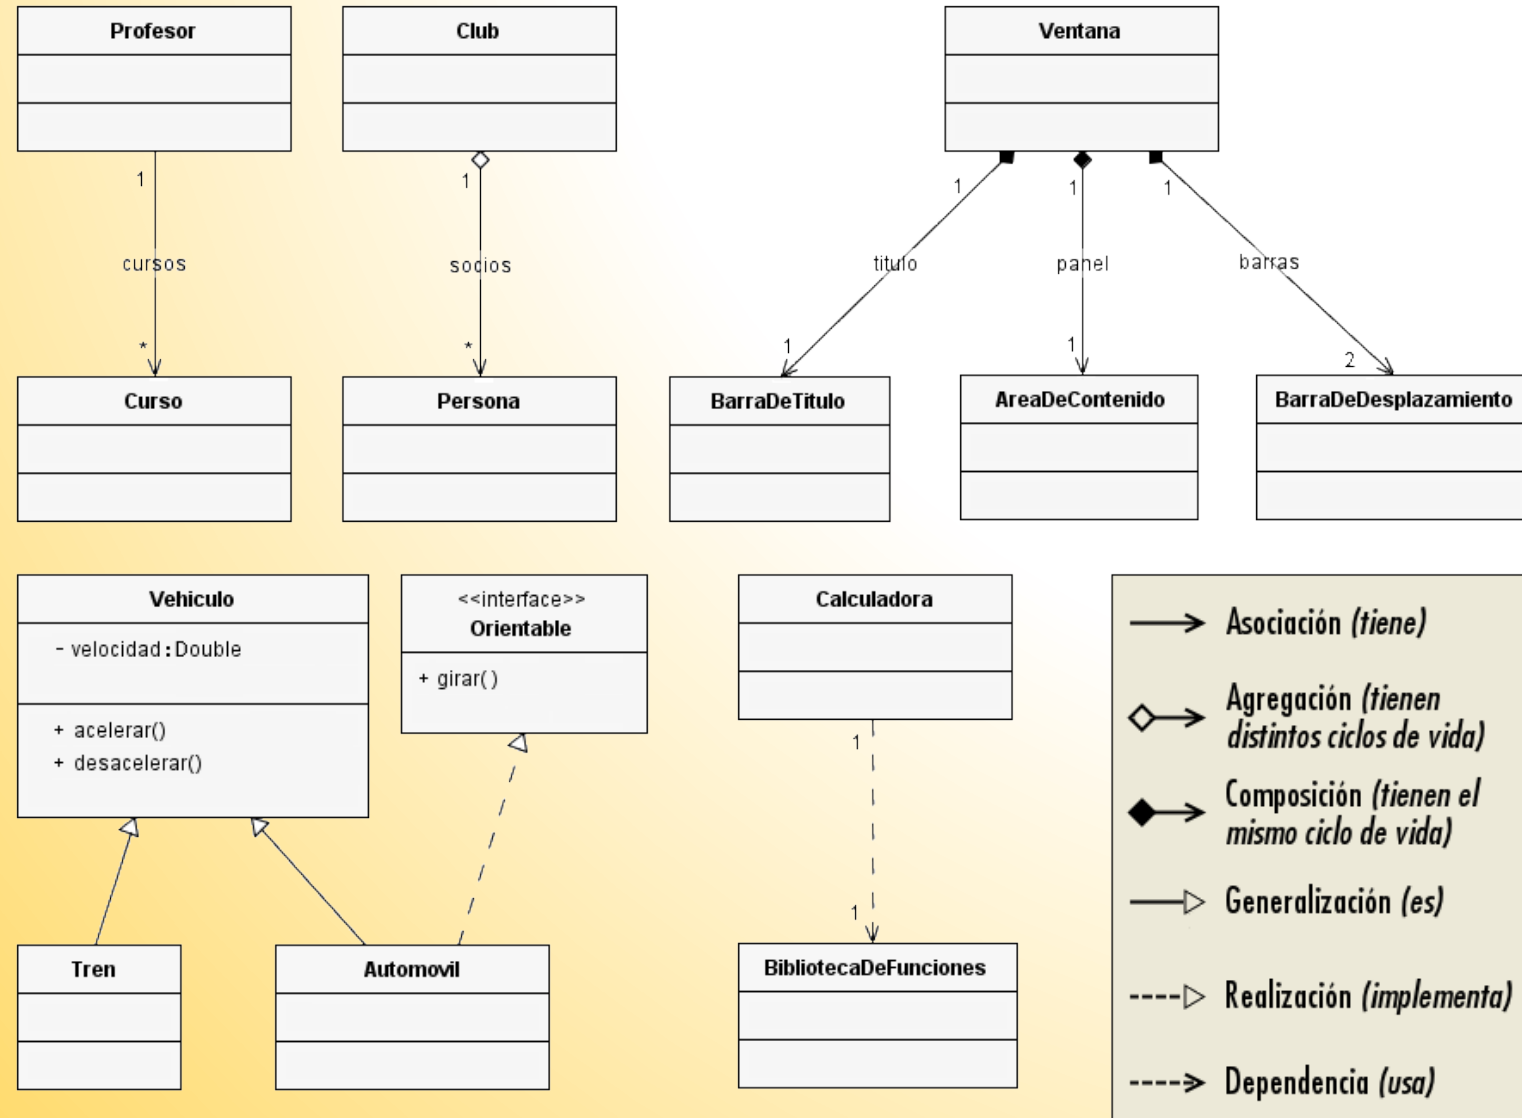 Profesor
1
cursos
*
Curso
Club
1
socios
*
Persona
Ventana
1
1
1
titulo
panel
barras
1
1
2
BarraDeTitulo
AreaDeContenido
BarraDeDesplazamiento
Vehiculo
- velocidad:Double
+ acelerar()
+ desacelerar()
<<interface>>
Orientable
+ girar()
Tren
Automovil
Calculadora
1
1
BibliotecaDeFunciones
Asociación (tiene)
Agregación (tienen
distintos ciclos de vida)
Composición (tienen el
mismo ciclo de vida)
Generalización (es)
Realización (implementa)
Dependencia (usa)